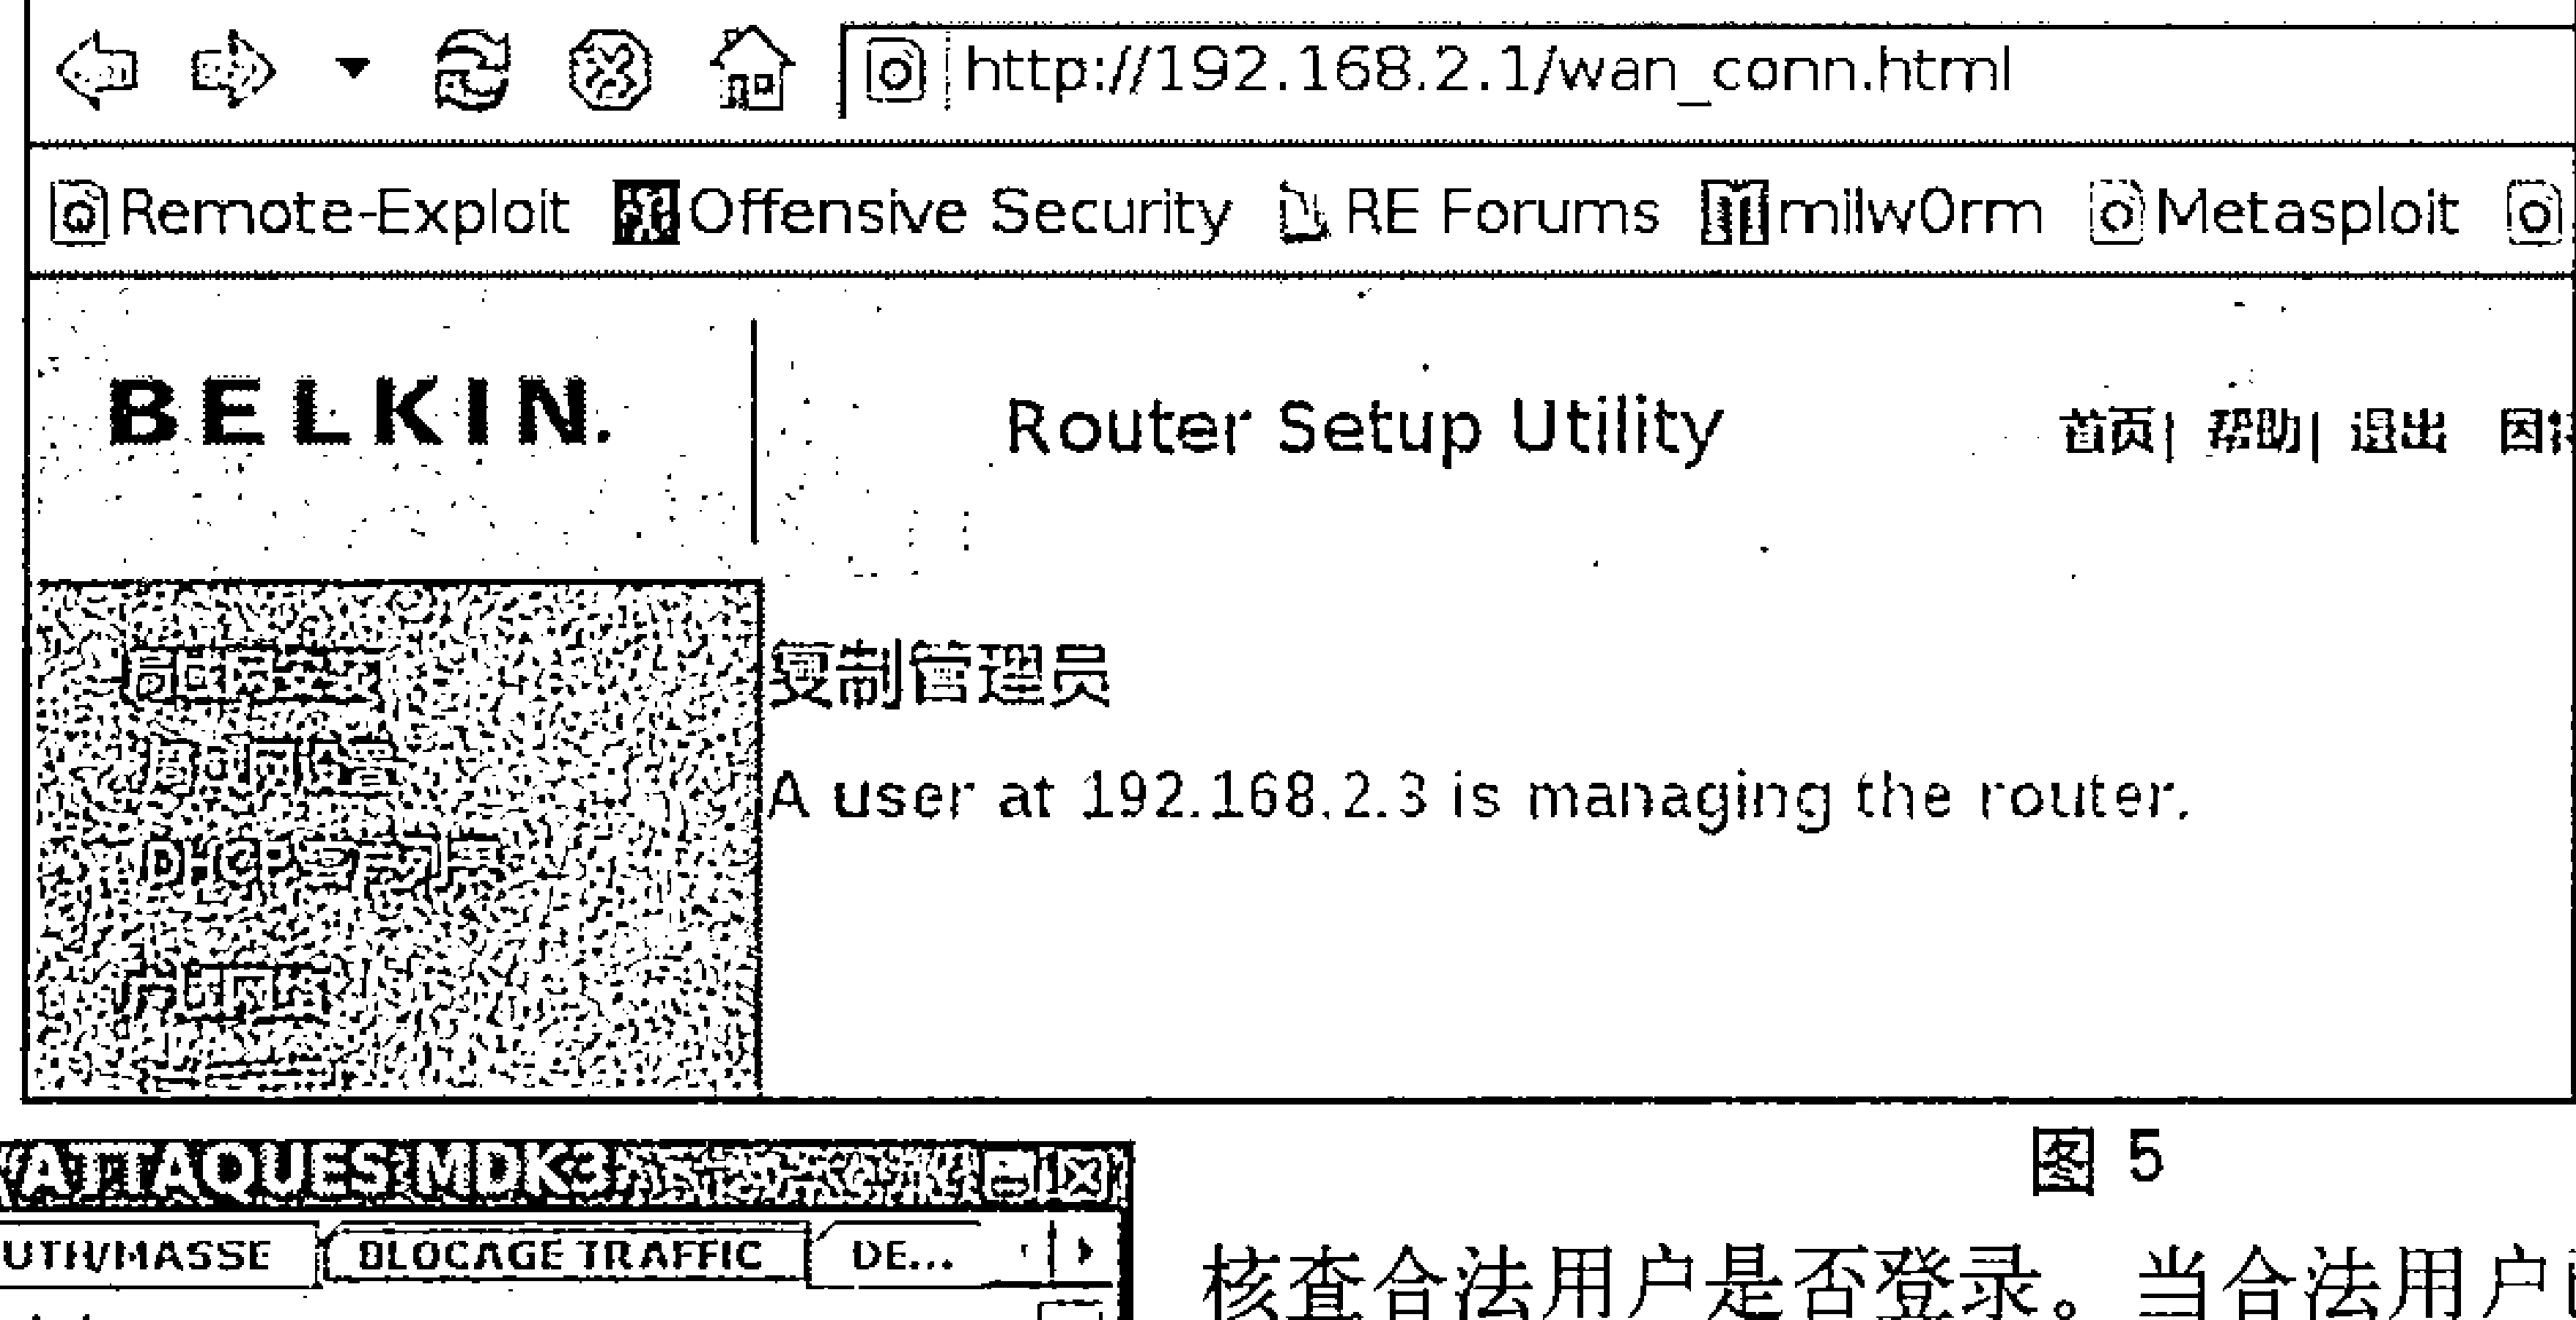 http://192.168.2.1/wan_conn.html
Remote-Exploit Offensive Security RE Forums milw0rm Metasploit
BELKIN. Router Setup Utility 首页| 帮助| 退出
复制管理员
A user at 192.168.2.3 is managing the router.
DHCP
图 5
ATTAQUES MDK3
UTH/MASSE BLOCAGE TRAFFIC DE...
核查合法用户是否登录。当合法用户